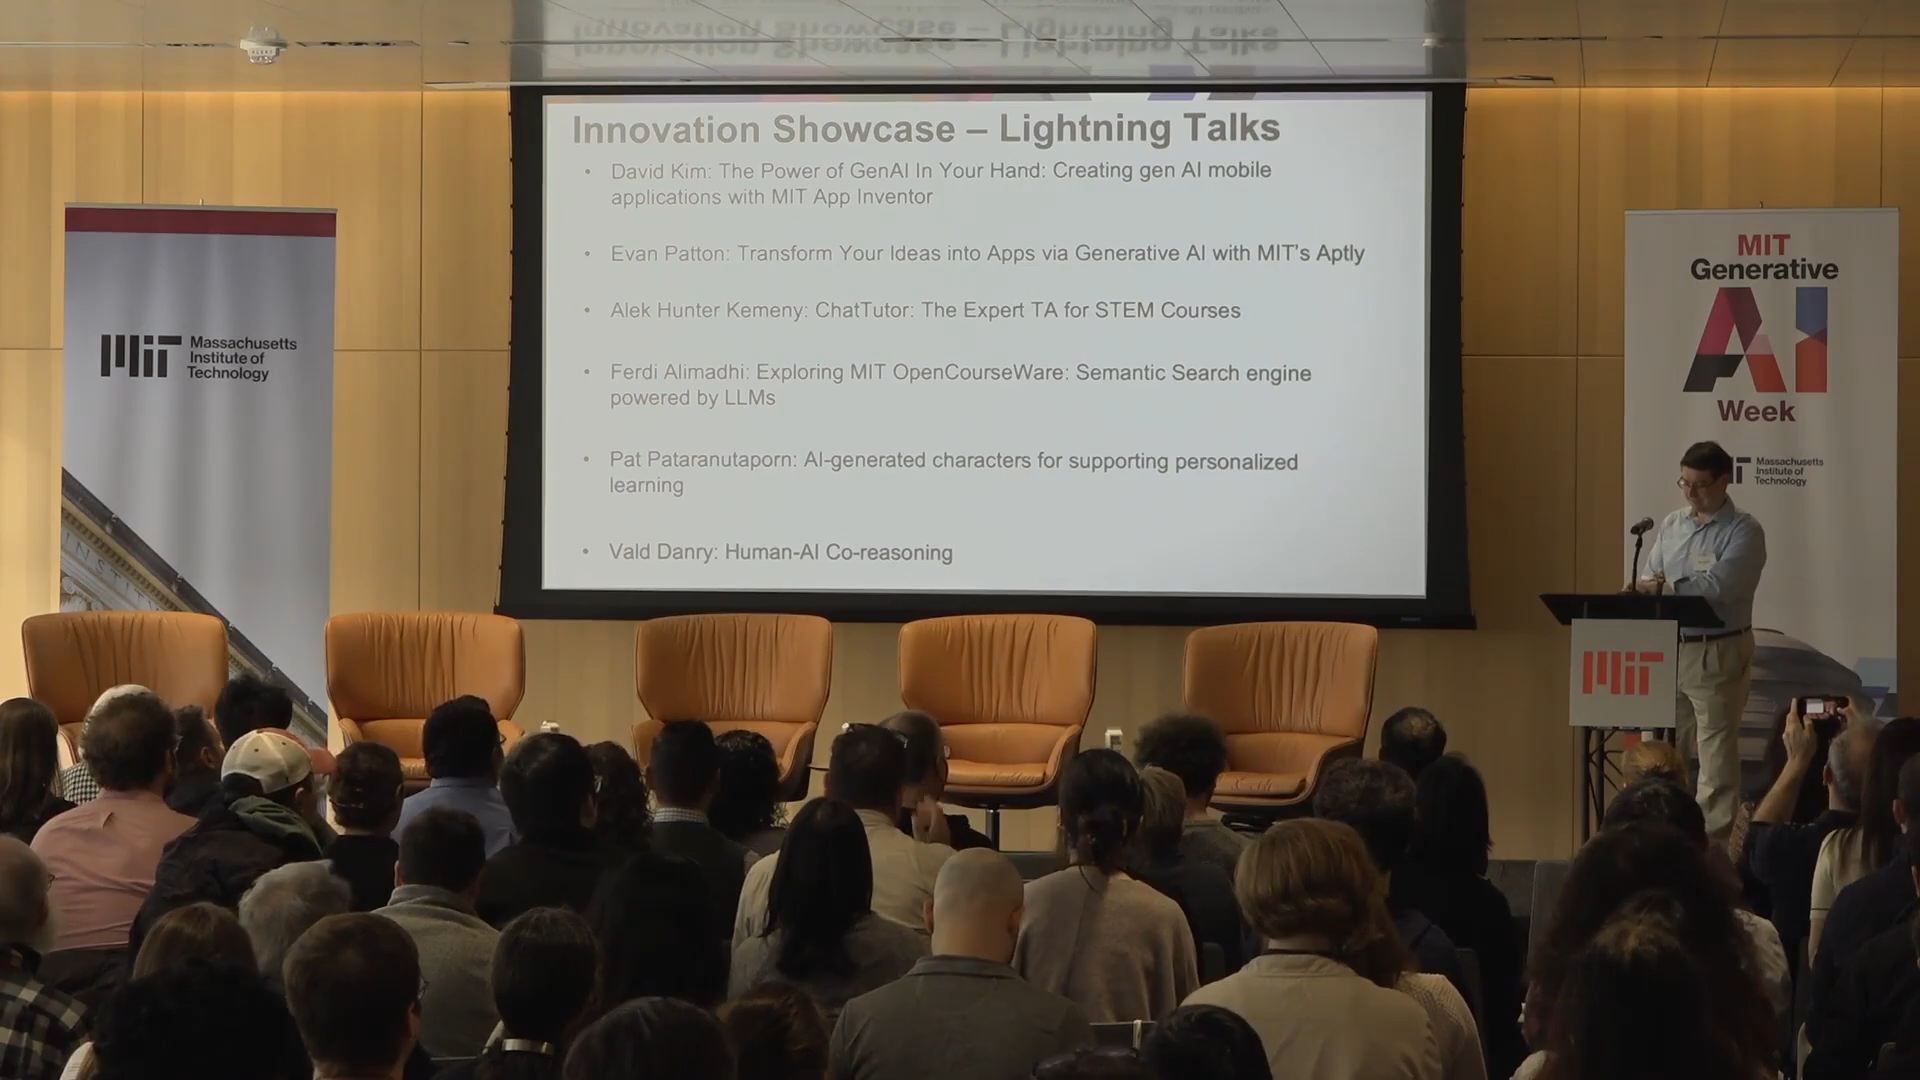 Innovation Showcase – Lightning Talks
• David Kim: The Power of GenAI In Your Hand: Creating gen AI mobile
applications with MIT App Inventor
• Evan Patton: Transform Your Ideas into Apps via Generative AI with MIT’s Aptly
• Alek Hunter Kemeny: ChatTutor: The Expert TA for STEM Courses
• Ferdi Alimadhi: Exploring MIT OpenCourseWare: Semantic Search engine
powered by LLMs
• Pat Pataranutaporn: AI-generated characters for supporting personalized
learning
• Vald Danry: Human-AI Co-reasoning
MIT
Massachusetts
Institute of
Technology
MIT
Generative
AI
Week
Massachusetts
Institute of
Technology
MIT